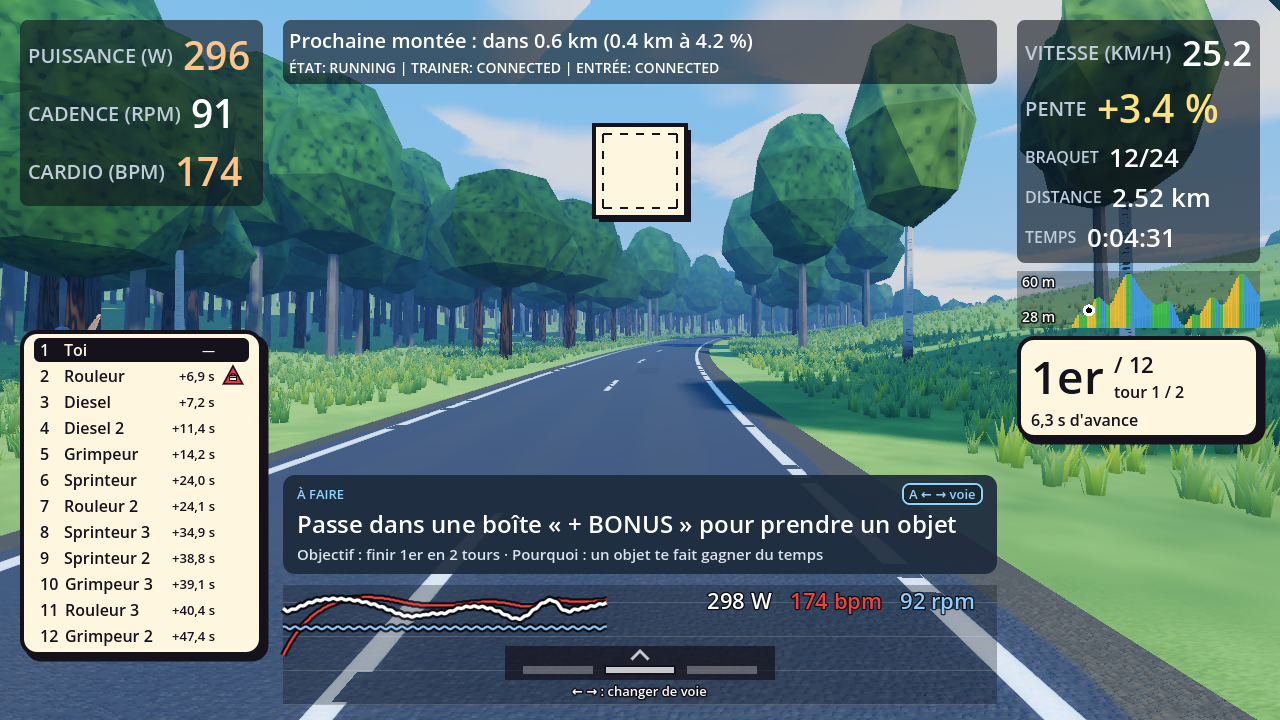 PUISSANCE (W) 296
CADENCE (RPM) 91
CARDIO (BPM) 174
Prochaine montée : dans 0.6 km (0.4 km à 4.2 %)
ÉTAT: RUNNING | TRAINER: CONNECTED | ENTRÉE: CONNECTED
VITESSE (KM/H) 25.2
PENTE +3.4 %
BRAQUET 12/24
DISTANCE 2.52 km
TEMPS 0:04:31
60 m
28 m
1er / 12
tour 1 / 2
6,3 s d'avance
1 Toi —
2 Rouleur +6,9 s
3 Diesel +7,2 s
4 Diesel 2 +11,4 s
5 Grimpeur +14,2 s
6 Sprinteur +24,0 s
7 Rouleur 2 +24,1 s
8 Sprinteur 3 +34,9 s
9 Sprinteur 2 +38,8 s
10 Grimpeur 3 +39,1 s
11 Rouleur 3 +40,4 s
12 Grimpeur 2 +47,4 s
À FAIRE
A ← → voie
Passe dans une boîte « + BONUS » pour prendre un objet
Objectif : finir 1er en 2 tours · Pourquoi : un objet te fait gagner du temps
298 W 174 bpm 92 rpm
← → : changer de voie